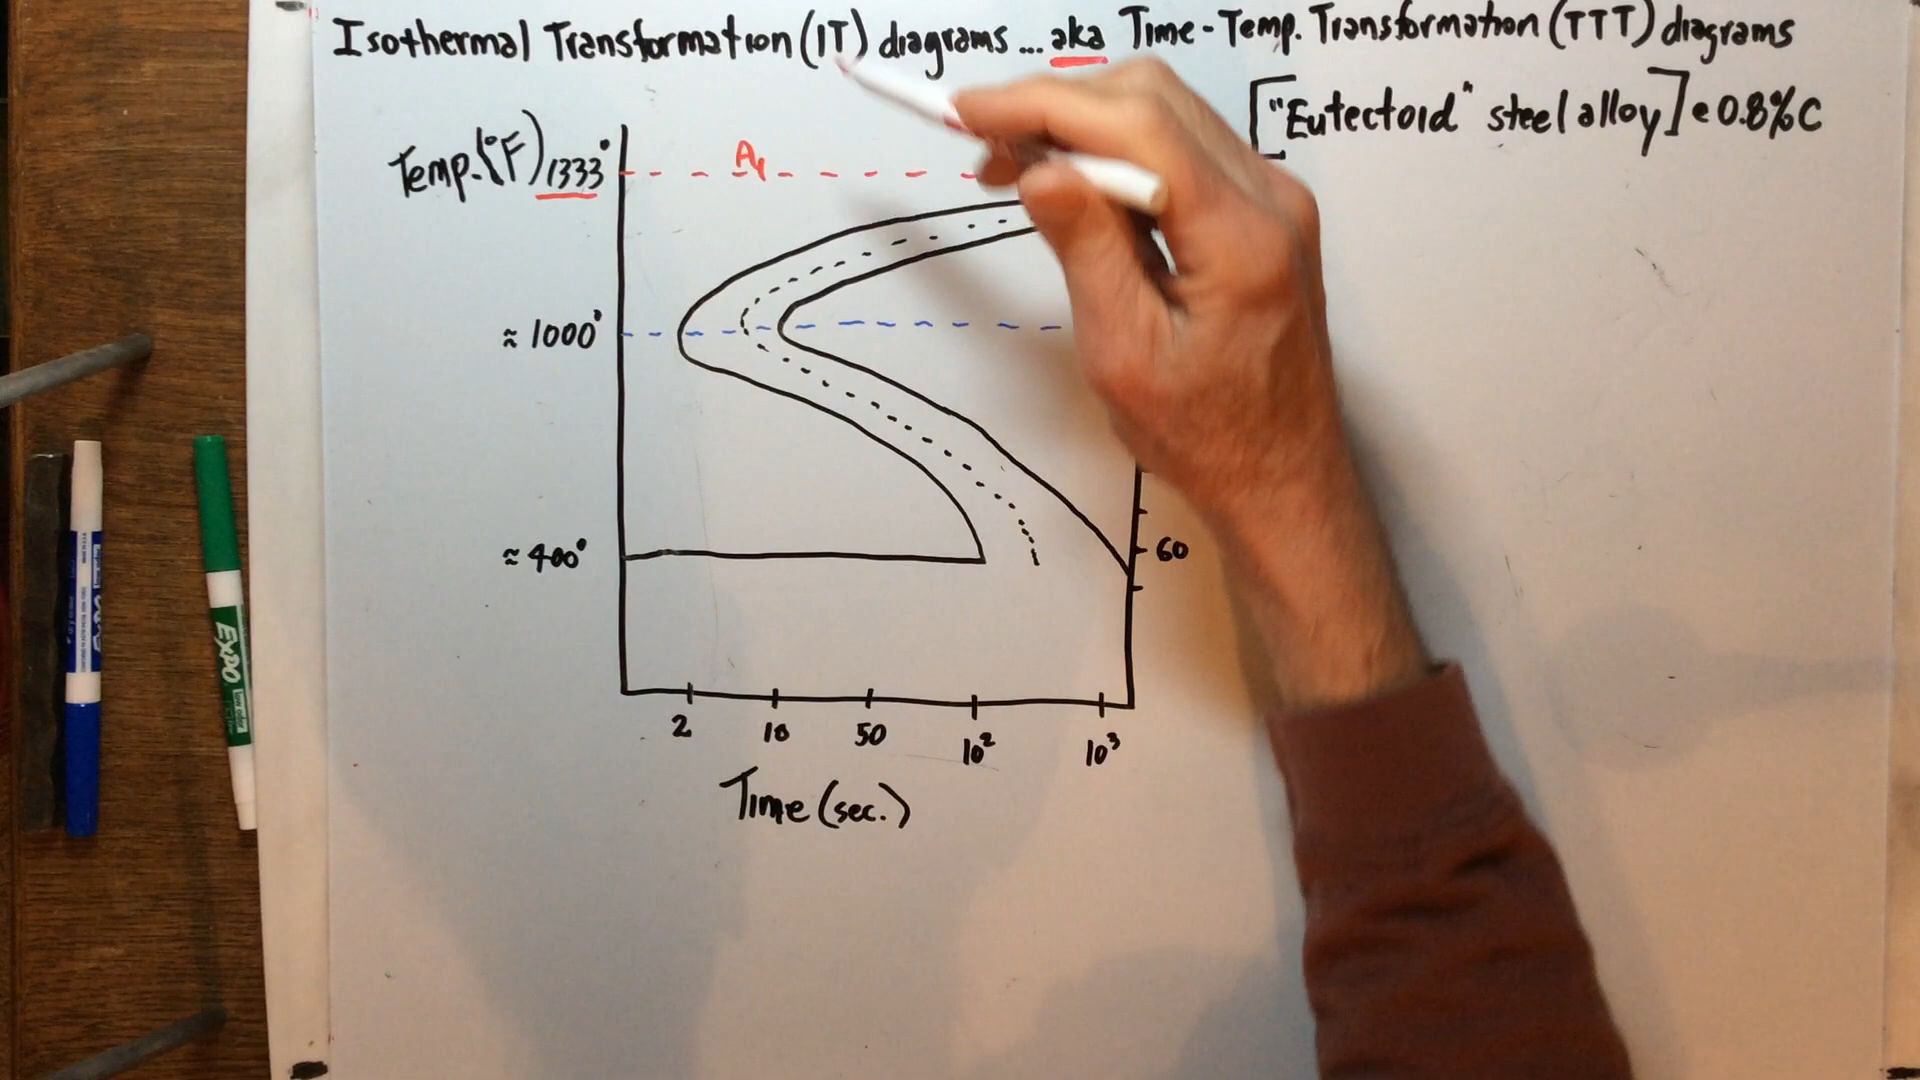 Isothermal Transformation (IT) diagrams ... aka Time-Temp. Transformation (TTT) diagrams
["Eutectoid" steel alloy] @ 0.8% C
Temp. (°F)
1333°
A₁
≈ 1000°
≈ 400°
60
2 10 50 10² 10³
Time (sec.)
EXPO